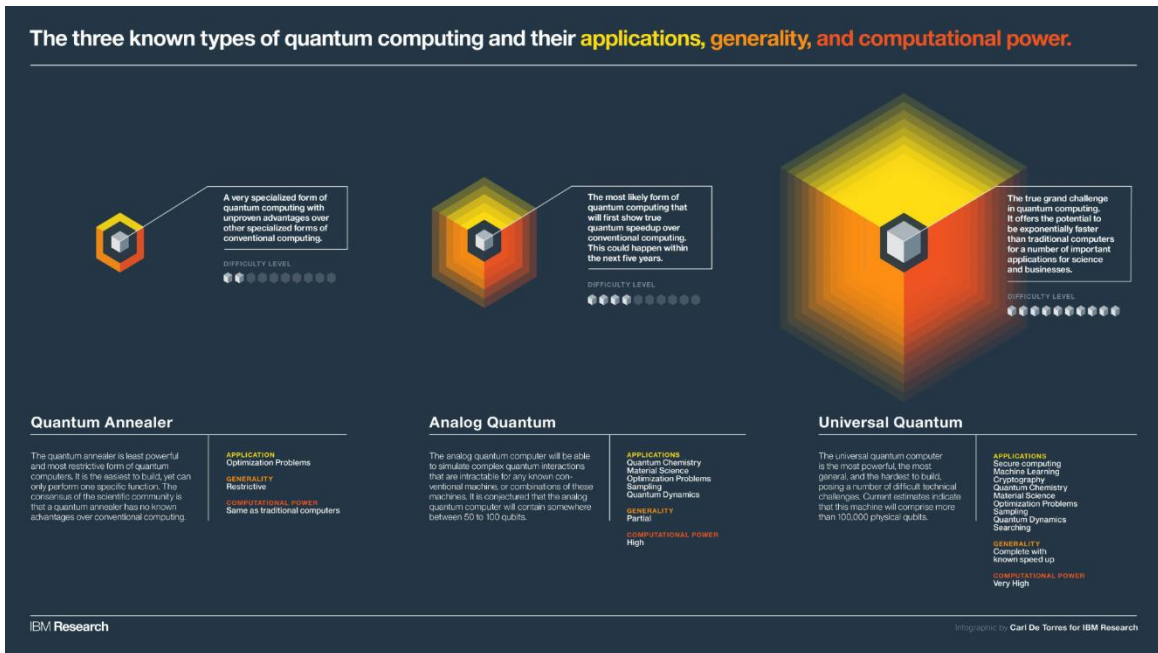 The three known types of quantum computing and their applications, generality, and computational power.
A very specialized form of
quantum computing with
unproven advantages over
other specialized forms of
conventional computing.
DIFFICULTY LEVEL
The most likely form of
quantum computing that
will first show true
quantum speedup over
conventional computing.
This could happen within
the next five years.
DIFFICULTY LEVEL
The true grand challenge
in quantum computing.
It offers the potential to
be exponentially faster
than traditional computers
for a number of important
applications for science
and businesses.
DIFFICULTY LEVEL
Quantum Annealer
The quantum annealer is least powerful
and most restrictive form of quantum
computers. It is the easiest to build, yet can
only perform one specific function. The
consensus of the scientific community is
that a quantum annealer has no known
advantages over conventional computing.
APPLICATION
Optimization Problems
GENERALITY
Restrictive
COMPUTATIONAL POWER
Same as traditional computers
Analog Quantum
The analog quantum computer will be able
to simulate complex quantum interactions
that are intractable for any known con-
ventional machine, or combinations of these
machines. It is conjectured that the analog
quantum computer will contain somewhere
between 50 to 100 qubits.
APPLICATIONS
Quantum Chemistry
Material Science
Optimization Problems
Sampling
Quantum Dynamics
GENERALITY
Partial
COMPUTATIONAL POWER
High
Universal Quantum
The universal quantum computer
is the most powerful, the most
general, and the hardest to build,
posing a number of difficult technical
challenges. Current estimates indicate
that this machine will comprise more
than 100,000 physical qubits.
APPLICATIONS
Secure computing
Machine Learning
Cryptography
Quantum Chemistry
Material Science
Optimization Problems
Sampling
Quantum Dynamics
Searching
GENERALITY
Complete with
known speed up
COMPUTATIONAL POWER
Very High
IBM Research
Infographic by Carl De Torres for IBM Research